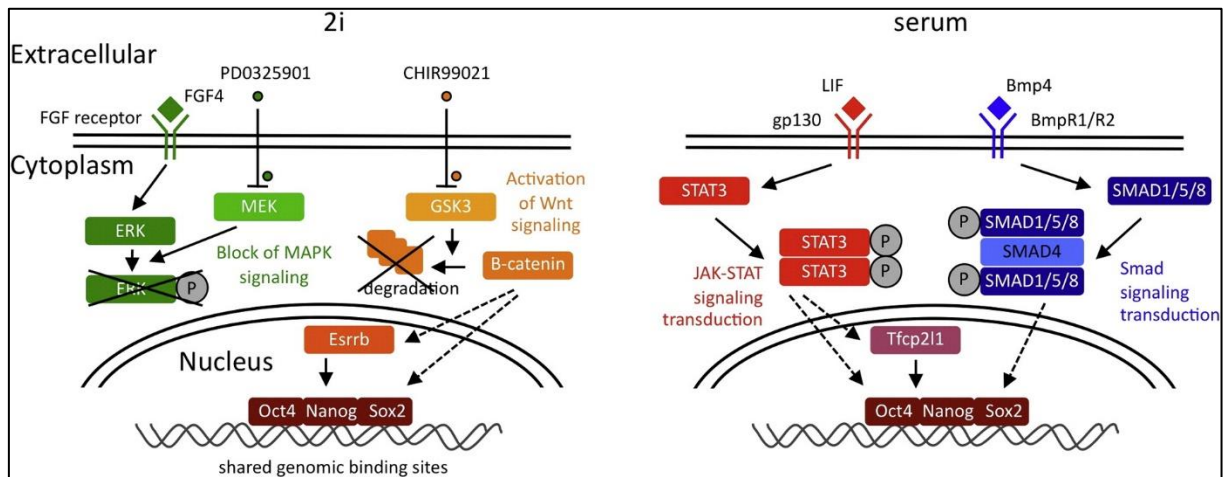 2i
Extracellular
PD0325901
CHIR99021
FGF4
FGF receptor
Cytoplasm
MEK
GSK3
Activation
of Wnt
signaling
ERK
Block of MAPK
signaling
B-catenin
ERK
P
degradation
Esrrb
Nucleus
Oct4 Nanog Sox2
shared genomic binding sites
serum
LIF
Bmp4
gp130
BmpR1/R2
STAT3
SMAD1/5/8
P
SMAD1/5/8
STAT3
P
SMAD4
STAT3
P
P
SMAD1/5/8
JAK-STAT
signaling
transduction
Smad
signaling
transduction
Tfcp2l1
Oct4 Nanog Sox2